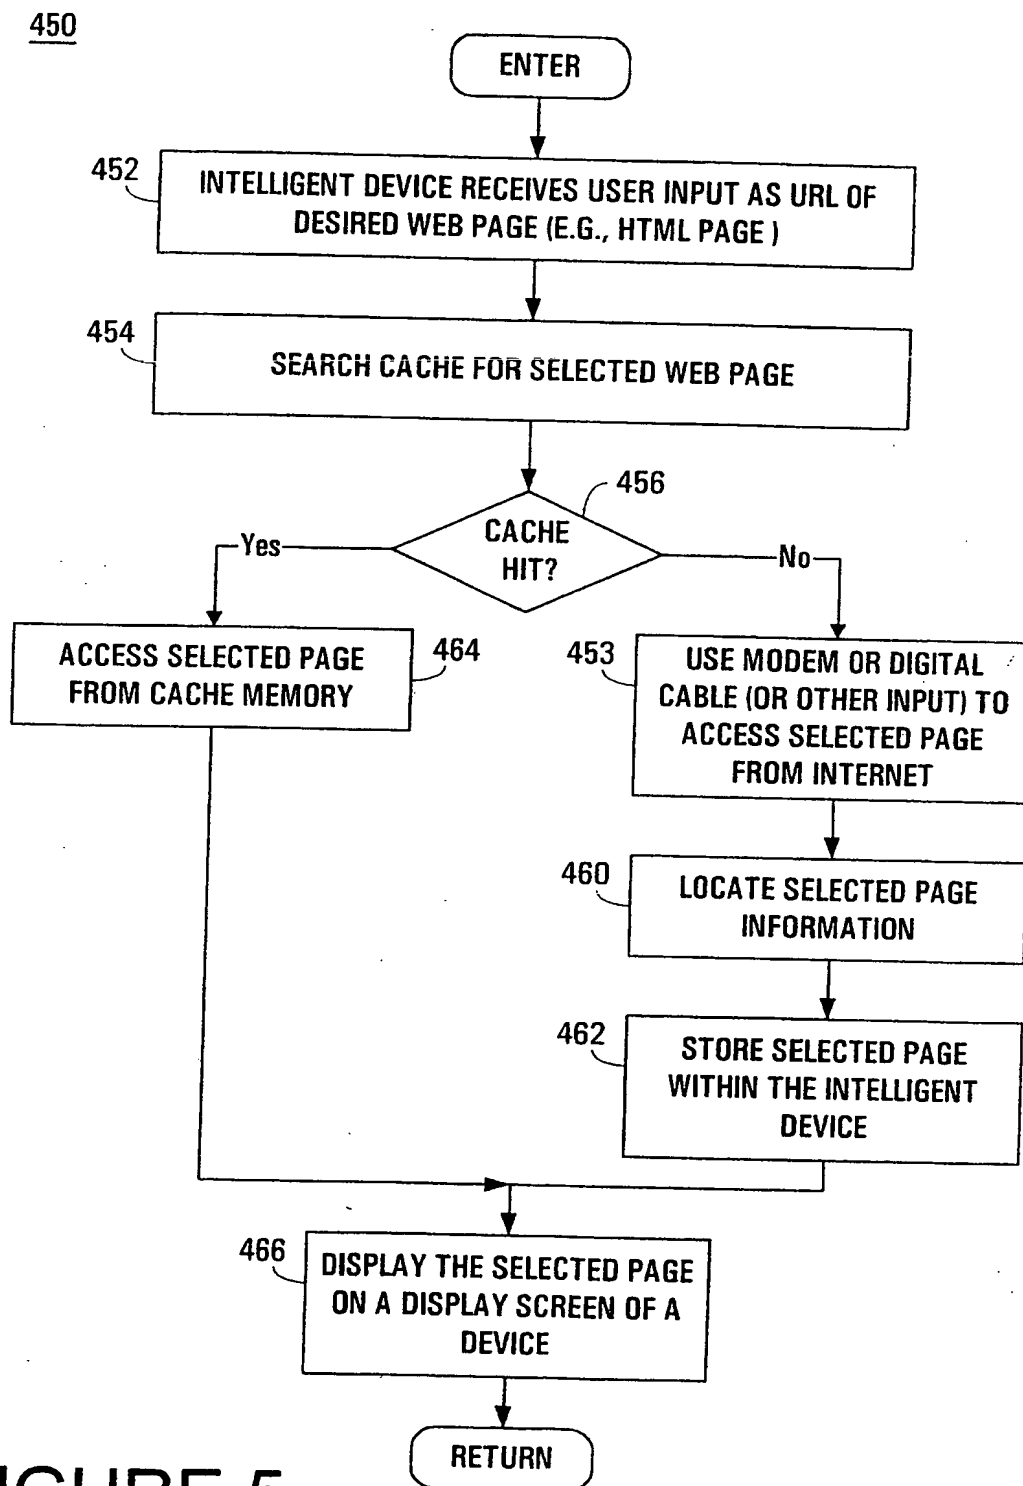 450
ENTER
452
INTELLIGENT DEVICE RECEIVES USER INPUT AS URL OF
DESIRED WEB PAGE (E.G., HTML PAGE )
454
SEARCH CACHE FOR SELECTED WEB PAGE
456
CACHE
HIT?
Yes
No
ACCESS SELECTED PAGE
FROM CACHE MEMORY
464
453
USE MODEM OR DIGITAL
CABLE (OR OTHER INPUT) TO
ACCESS SELECTED PAGE
FROM INTERNET
460
LOCATE SELECTED PAGE
INFORMATION
462
STORE SELECTED PAGE
WITHIN THE INTELLIGENT
DEVICE
466
DISPLAY THE SELECTED PAGE
ON A DISPLAY SCREEN OF A
DEVICE
RETURN